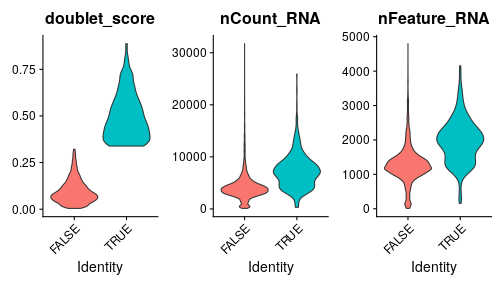 doublet_score
0.75
0.50
0.25
0.00
FALSE
TRUE
Identity
nCount_RNA
30000
20000
10000
0
FALSE
TRUE
Identity
nFeature_RNA
5000
4000
3000
2000
1000
0
FALSE
TRUE
Identity